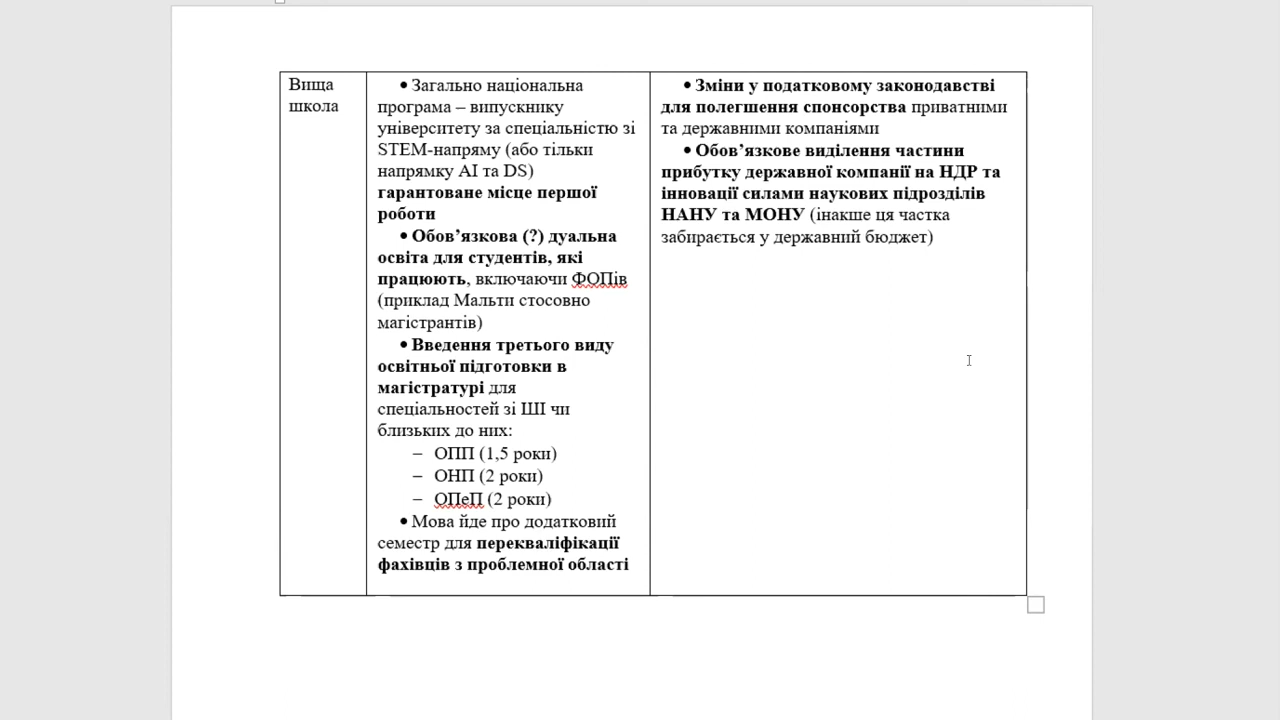 Вища
школа
• Загально національна
програма – випускнику
університету за спеціальністю зі
STEM-напряму (або тільки
напрямку AI та DS)
гарантоване місце першої
роботи
• Обов’язкова (?) дуальна
освіта для студентів, які
працюють, включаючи ФОПів
(приклад Мальти стосовно
магістрантів)
• Введення третього виду
освітньої підготовки в
магістратурі для
спеціальностей зі ШІ чи
близьких до них:
– ОПП (1,5 роки)
– ОНП (2 роки)
– ОПеП (2 роки)
• Мова йде про додатковий
семестр для перекваліфікації
фахівців з проблемної області
• Зміни у податковому законодавстві
для полегшення спонсорства приватними
та державними компаніями
• Обов’язкове виділення частини
прибутку державної компанії на НДР та
інновації силами наукових підрозділів
НАНУ та МОНУ (інакше ця частка
забирається у державний бюджет)